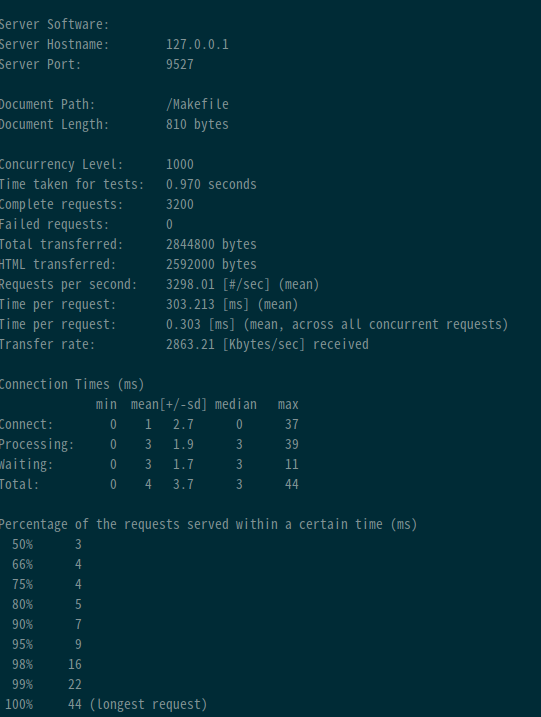 Server Software:
Server Hostname: 127.0.0.1
Server Port: 9527
Document Path: /Makefile
Document Length: 810 bytes
Concurrency Level: 1000
Time taken for tests: 0.970 seconds
Complete requests: 3200
Failed requests: 0
Total transferred: 2844800 bytes
HTML transferred: 2592000 bytes
Requests per second: 3298.01 [#/sec] (mean)
Time per request: 303.213 [ms] (mean)
Time per request: 0.303 [ms] (mean, across all concurrent requests)
Transfer rate: 2863.21 [Kbytes/sec] received
Connection Times (ms)
min mean[+/-sd] median max
Connect: 0 1 2.7 0 37
Processing: 0 3 1.9 3 39
Waiting: 0 3 1.7 3 11
Total: 0 4 3.7 3 44
Percentage of the requests served within a certain time (ms)
50% 3
66% 4
75% 4
80% 5
90% 7
95% 9
98% 16
99% 22
100% 44 (longest request)